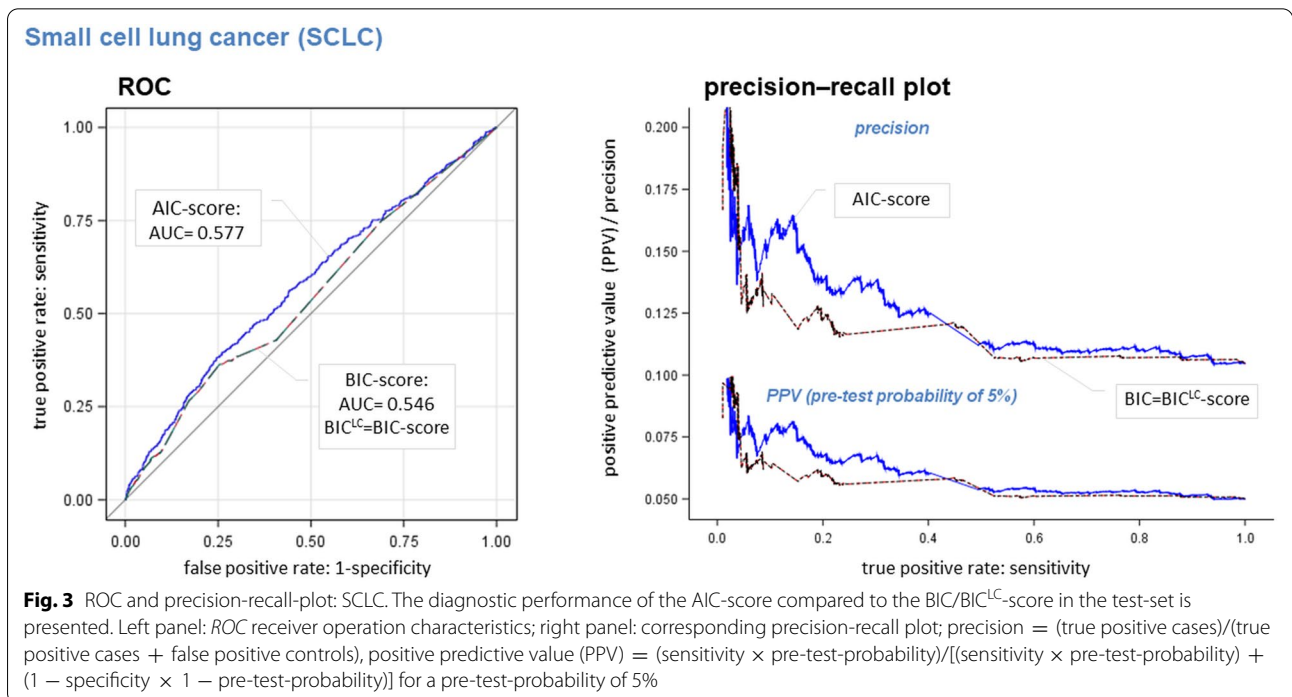 Small cell lung cancer (SCLC)
ROC
1.00
0.75
0.50
0.25
0.00
true positive rate: sensitivity
AIC-score:
AUC= 0.577
BIC-score:
AUC= 0.546
BICᴸᶜ=BIC-score
0.00 0.25 0.50 0.75 1.00
false positive rate: 1-specificity
precision–recall plot
0.200
0.175
0.150
0.125
0.100
0.075
0.050
positive predictive value (PPV) / precision
precision
AIC-score
PPV (pre-test probability of 5%)
BIC=BICᴸᶜ-score
0.0 0.2 0.4 0.6 0.8 1.0
true positive rate: sensitivity
Fig. 3 ROC and precision-recall-plot: SCLC. The diagnostic performance of the AIC-score compared to the BIC/BICᴸᶜ-score in the test-set is
presented. Left panel: ROC receiver operation characteristics; right panel: corresponding precision-recall plot; precision = (true positive cases)/(true
positive cases + false positive controls), positive predictive value (PPV) = (sensitivity × pre-test-probability)/[(sensitivity × pre-test-probability) +
(1 − specificity × 1 − pre-test-probability)] for a pre-test-probability of 5%